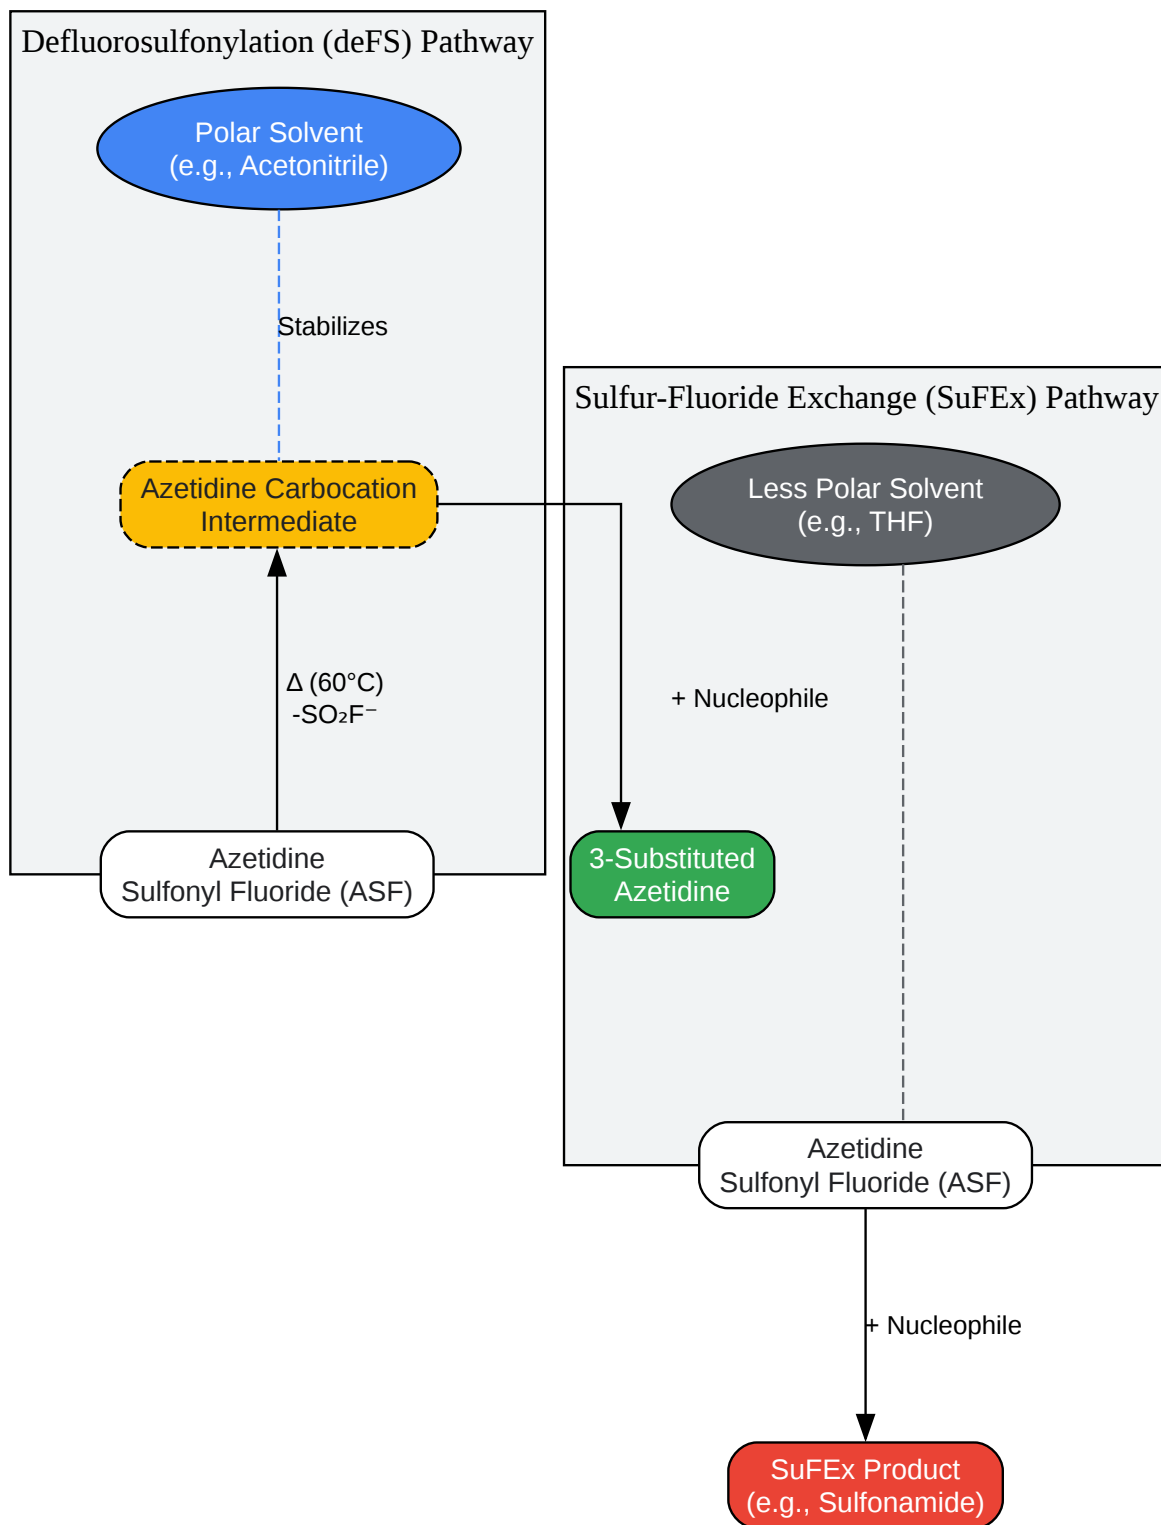 Defluorosulfonylation (deFS) Pathway
Polar Solvent
(e.g., Acetonitrile)
Stabilizes
Azetidine Carbocation
Intermediate
Δ (60°C)
-SO₂F⁻
Azetidine
Sulfonyl Fluoride (ASF)
Sulfur-Fluoride Exchange (SuFEx) Pathway
Less Polar Solvent
(e.g., THF)
+ Nucleophile
3-Substituted
Azetidine
Azetidine
Sulfonyl Fluoride (ASF)
+ Nucleophile
SuFEx Product
(e.g., Sulfonamide)